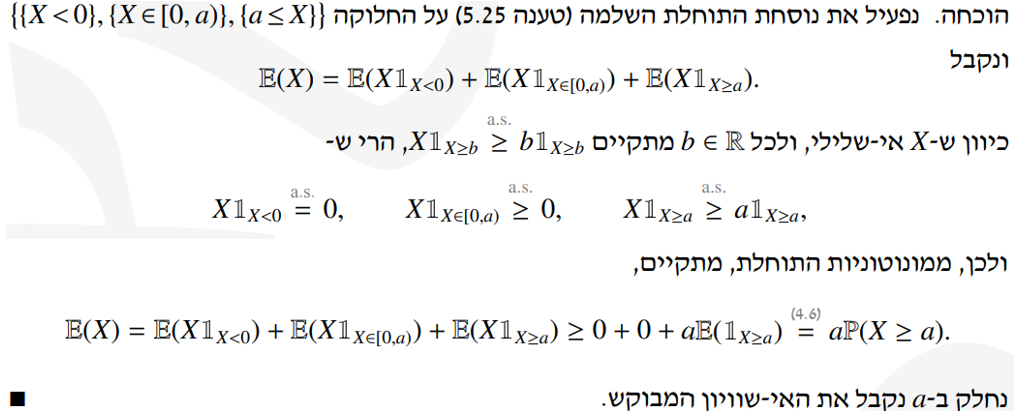 הוכחה. נפעיל את נוסחת התוחלת השלמה (טענה 5.25) על החלוקה {{X < 0}, {X ∈ [0, a)}, {a ≤ X}}
ונקבל
𝔼(X) = 𝔼(X𝟙_{X<0}) + 𝔼(X𝟙_{X∈[0,a)}) + 𝔼(X𝟙_{X≥a}).
כיוון ש-X אי-שלילי, ולכל b ∈ ℝ מתקיים X𝟙_{X≥b} ≥^{a.s.} b𝟙_{X≥b}, הרי ש-
X𝟙_{X<0} =^{a.s.} 0, X𝟙_{X∈[0,a)} ≥^{a.s.} 0, X𝟙_{X≥a} ≥^{a.s.} a𝟙_{X≥a},
ולכן, ממונוטוניות התוחלת, מתקיים,
𝔼(X) = 𝔼(X𝟙_{X<0}) + 𝔼(X𝟙_{X∈[0,a)}) + 𝔼(X𝟙_{X≥a}) ≥ 0 + 0 + a𝔼(𝟙_{X≥a}) =^{(4.6)} aℙ(X ≥ a).
נחלק ב-a נקבל את האי-שוויון המבוקש. ■